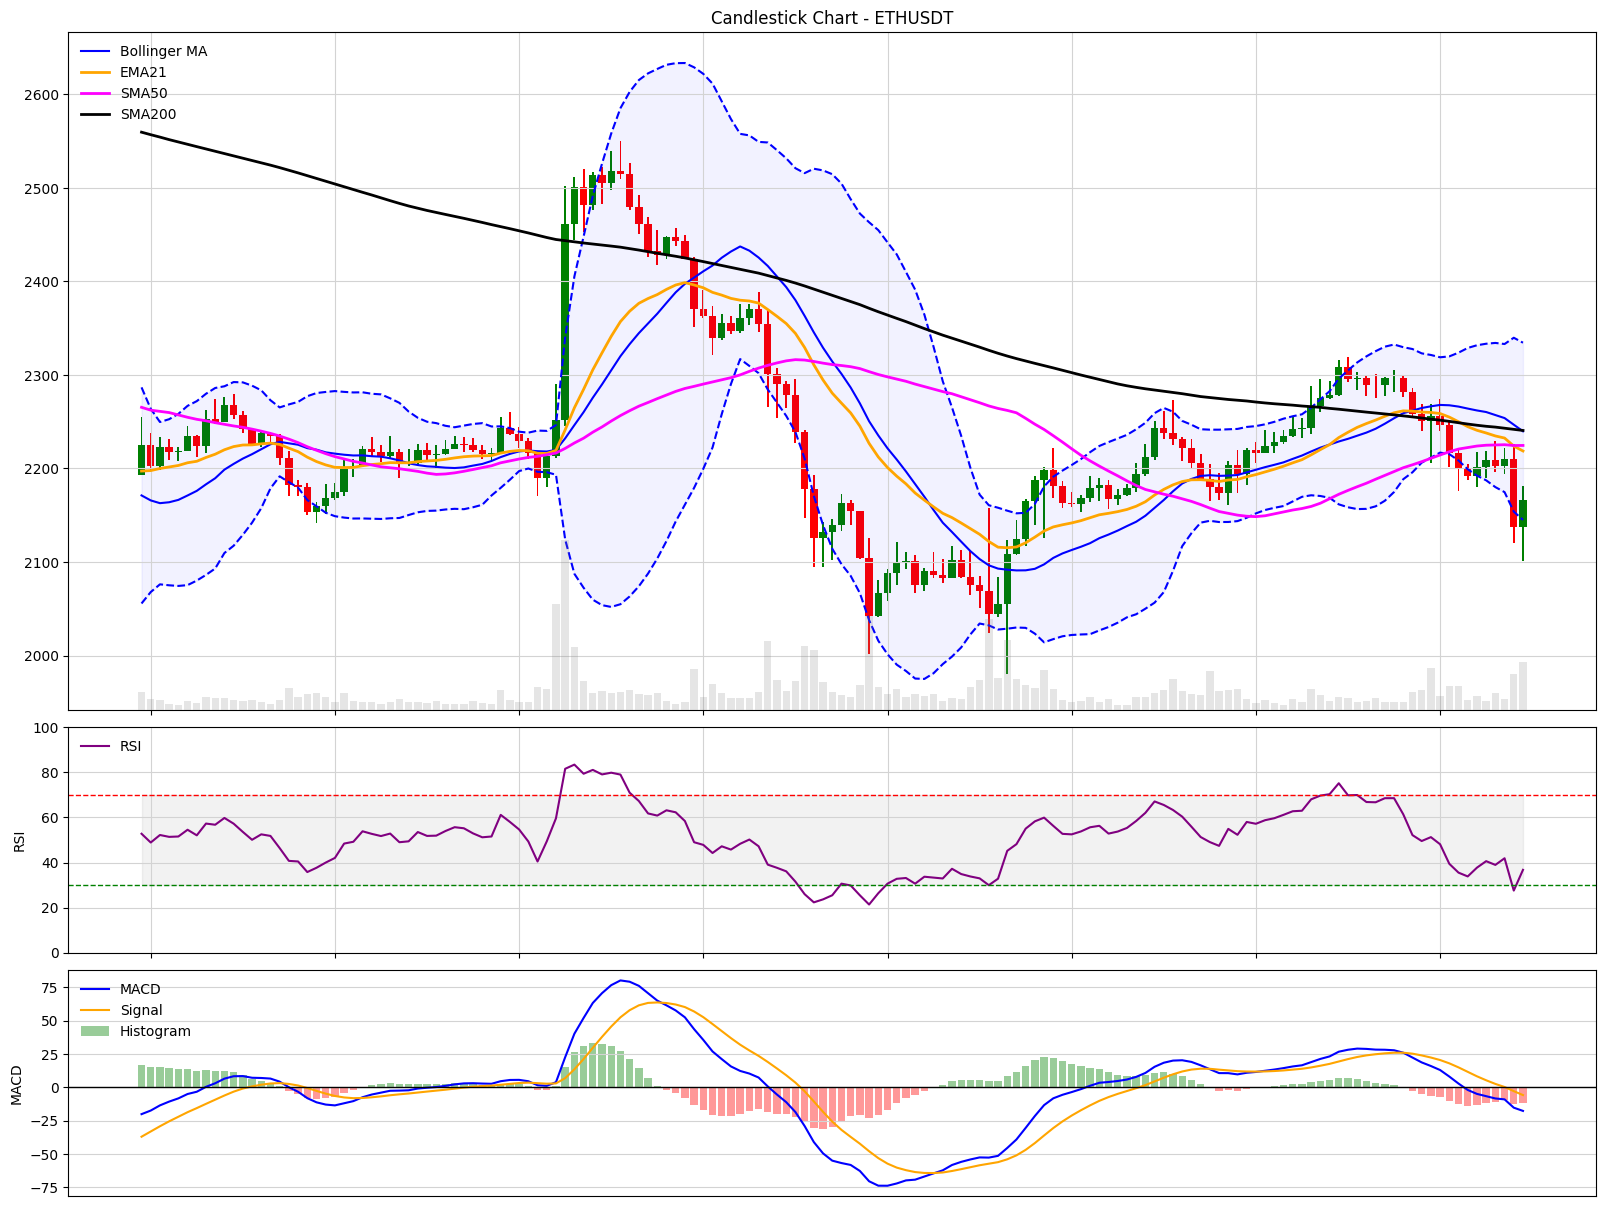 Candlestick Chart - ETHUSDT
Bollinger MA
EMA21
SMA50
SMA200
2600
2500
2400
2300
2200
2100
2000
RSI
100
80
60
40
20
0
RSI
MACD
Signal
Histogram
75
50
25
0
−25
−50
−75
MACD